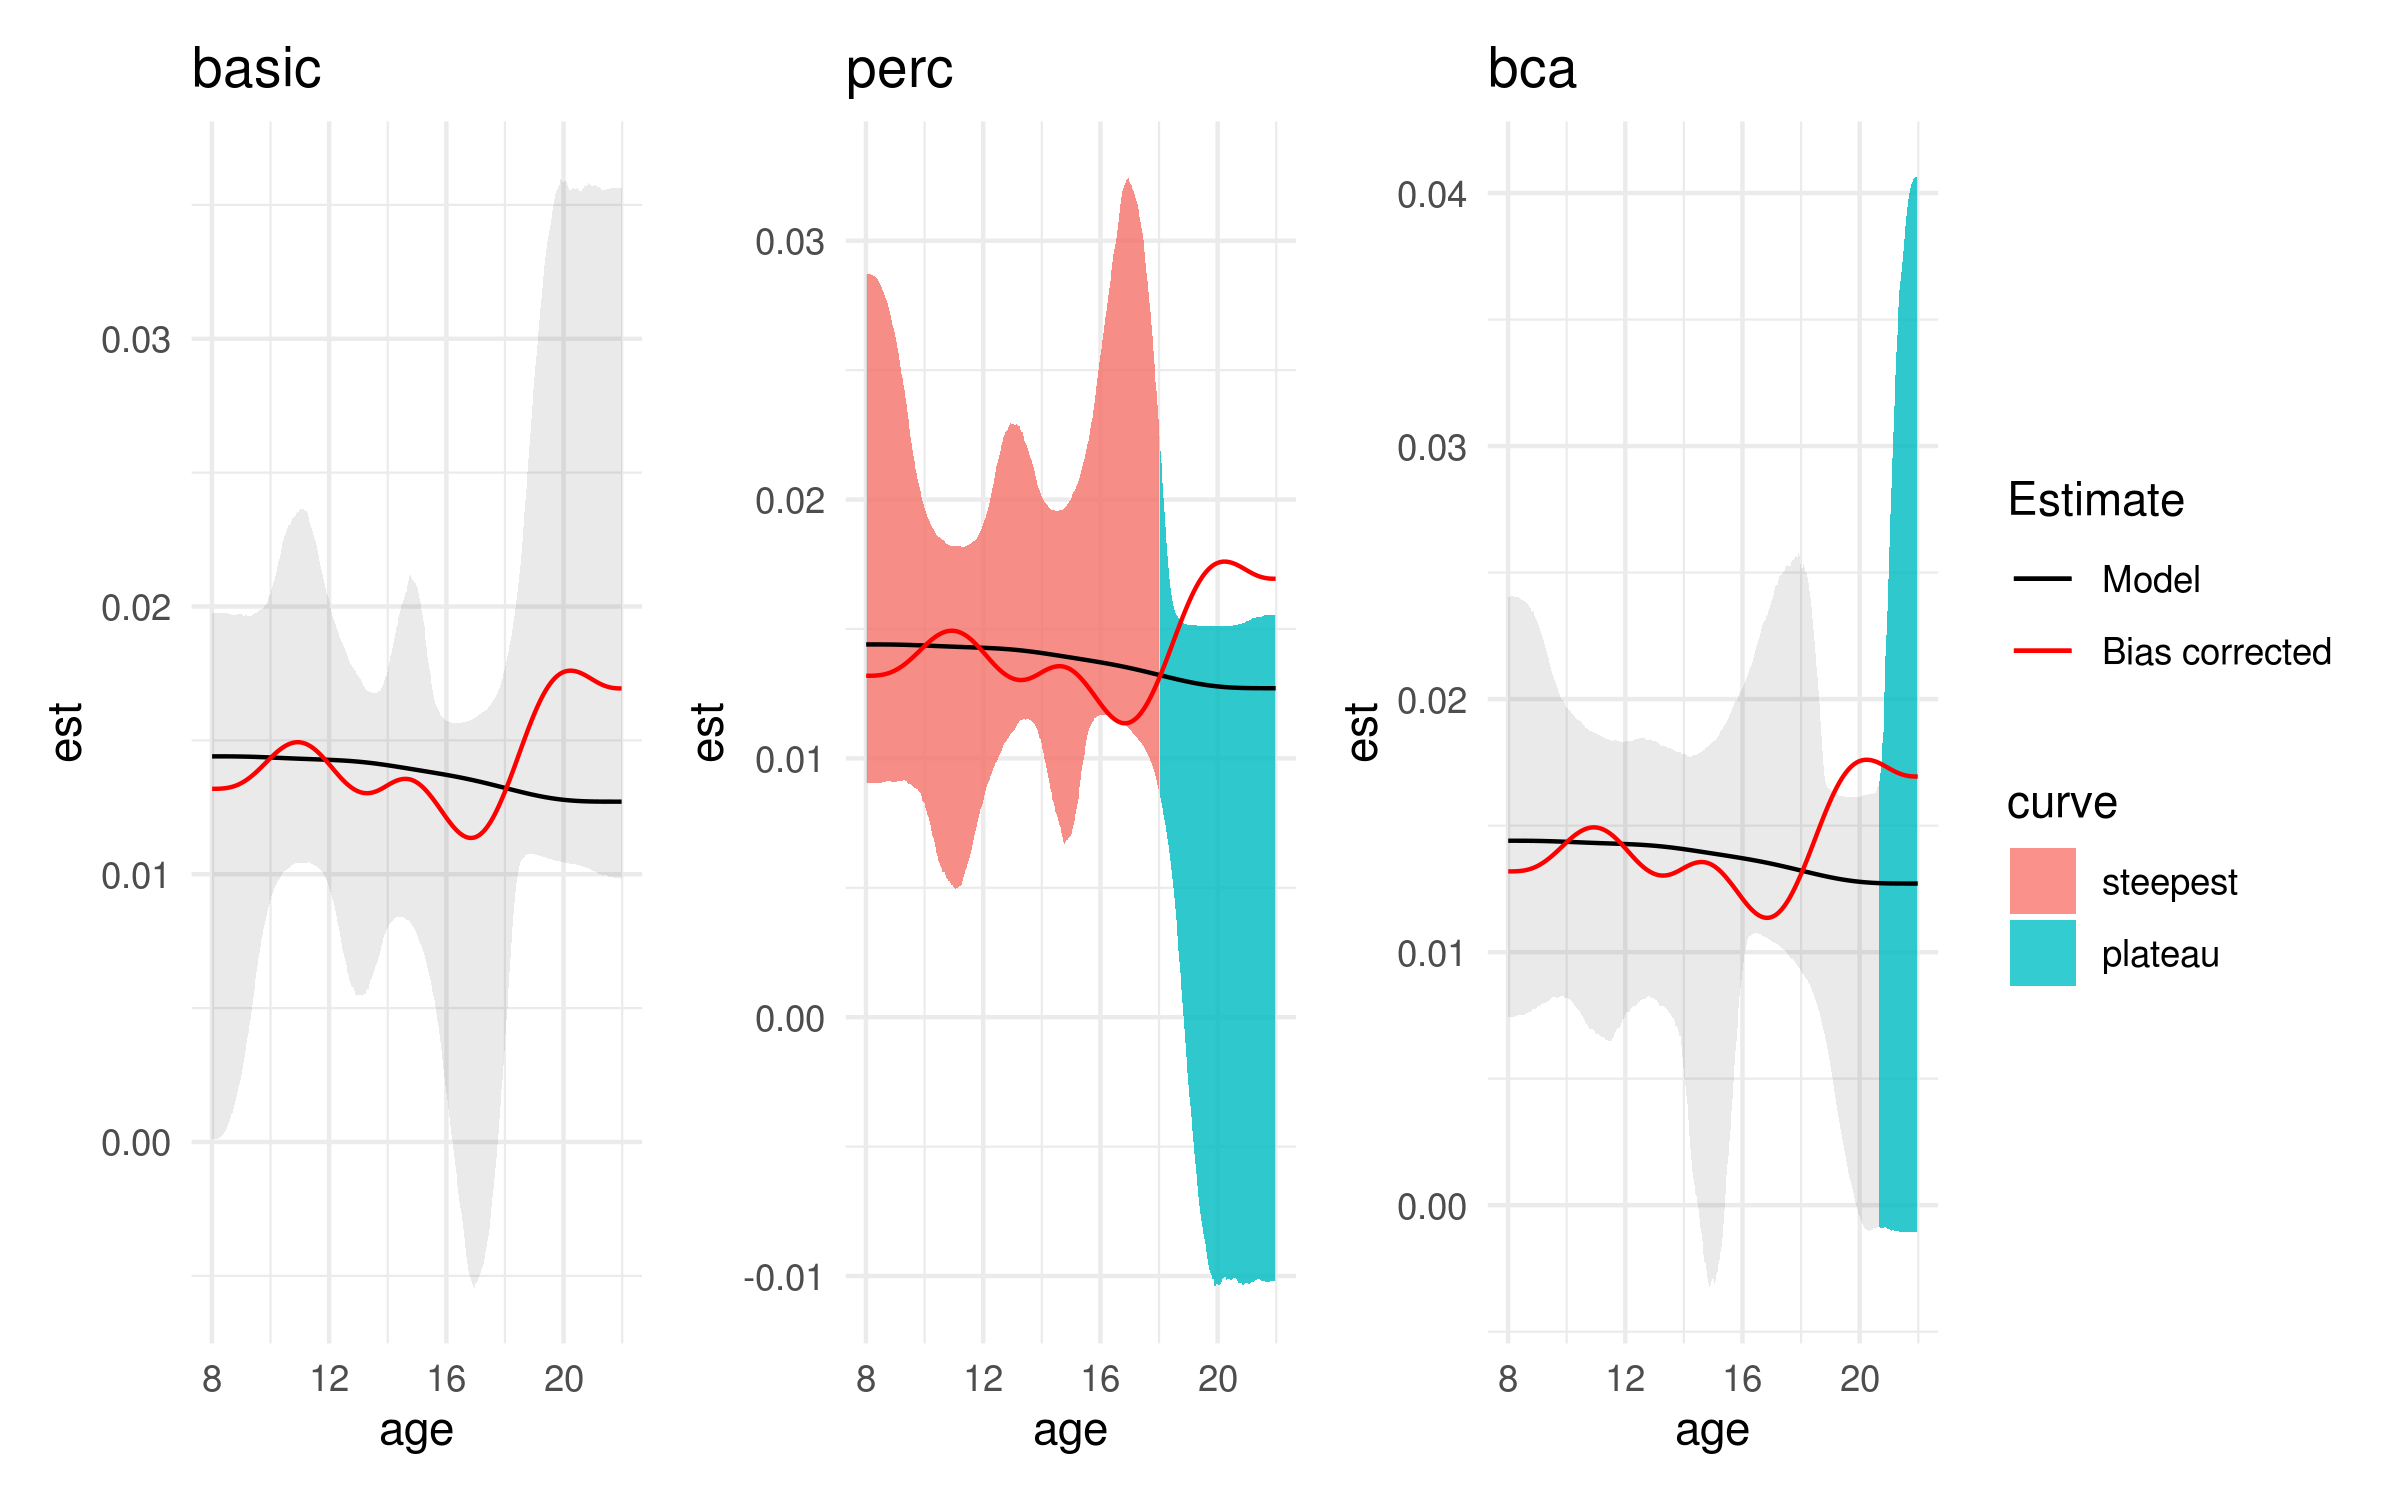 basic
perc
bca
0.03
0.02
0.01
0.00
est
8 12 16 20
age
0.03
0.02
0.01
0.00
-0.01
est
8 12 16 20
age
0.04
0.03
0.02
0.01
0.00
est
8 12 16 20
age
Estimate
Model
Bias corrected
curve
steepest
plateau